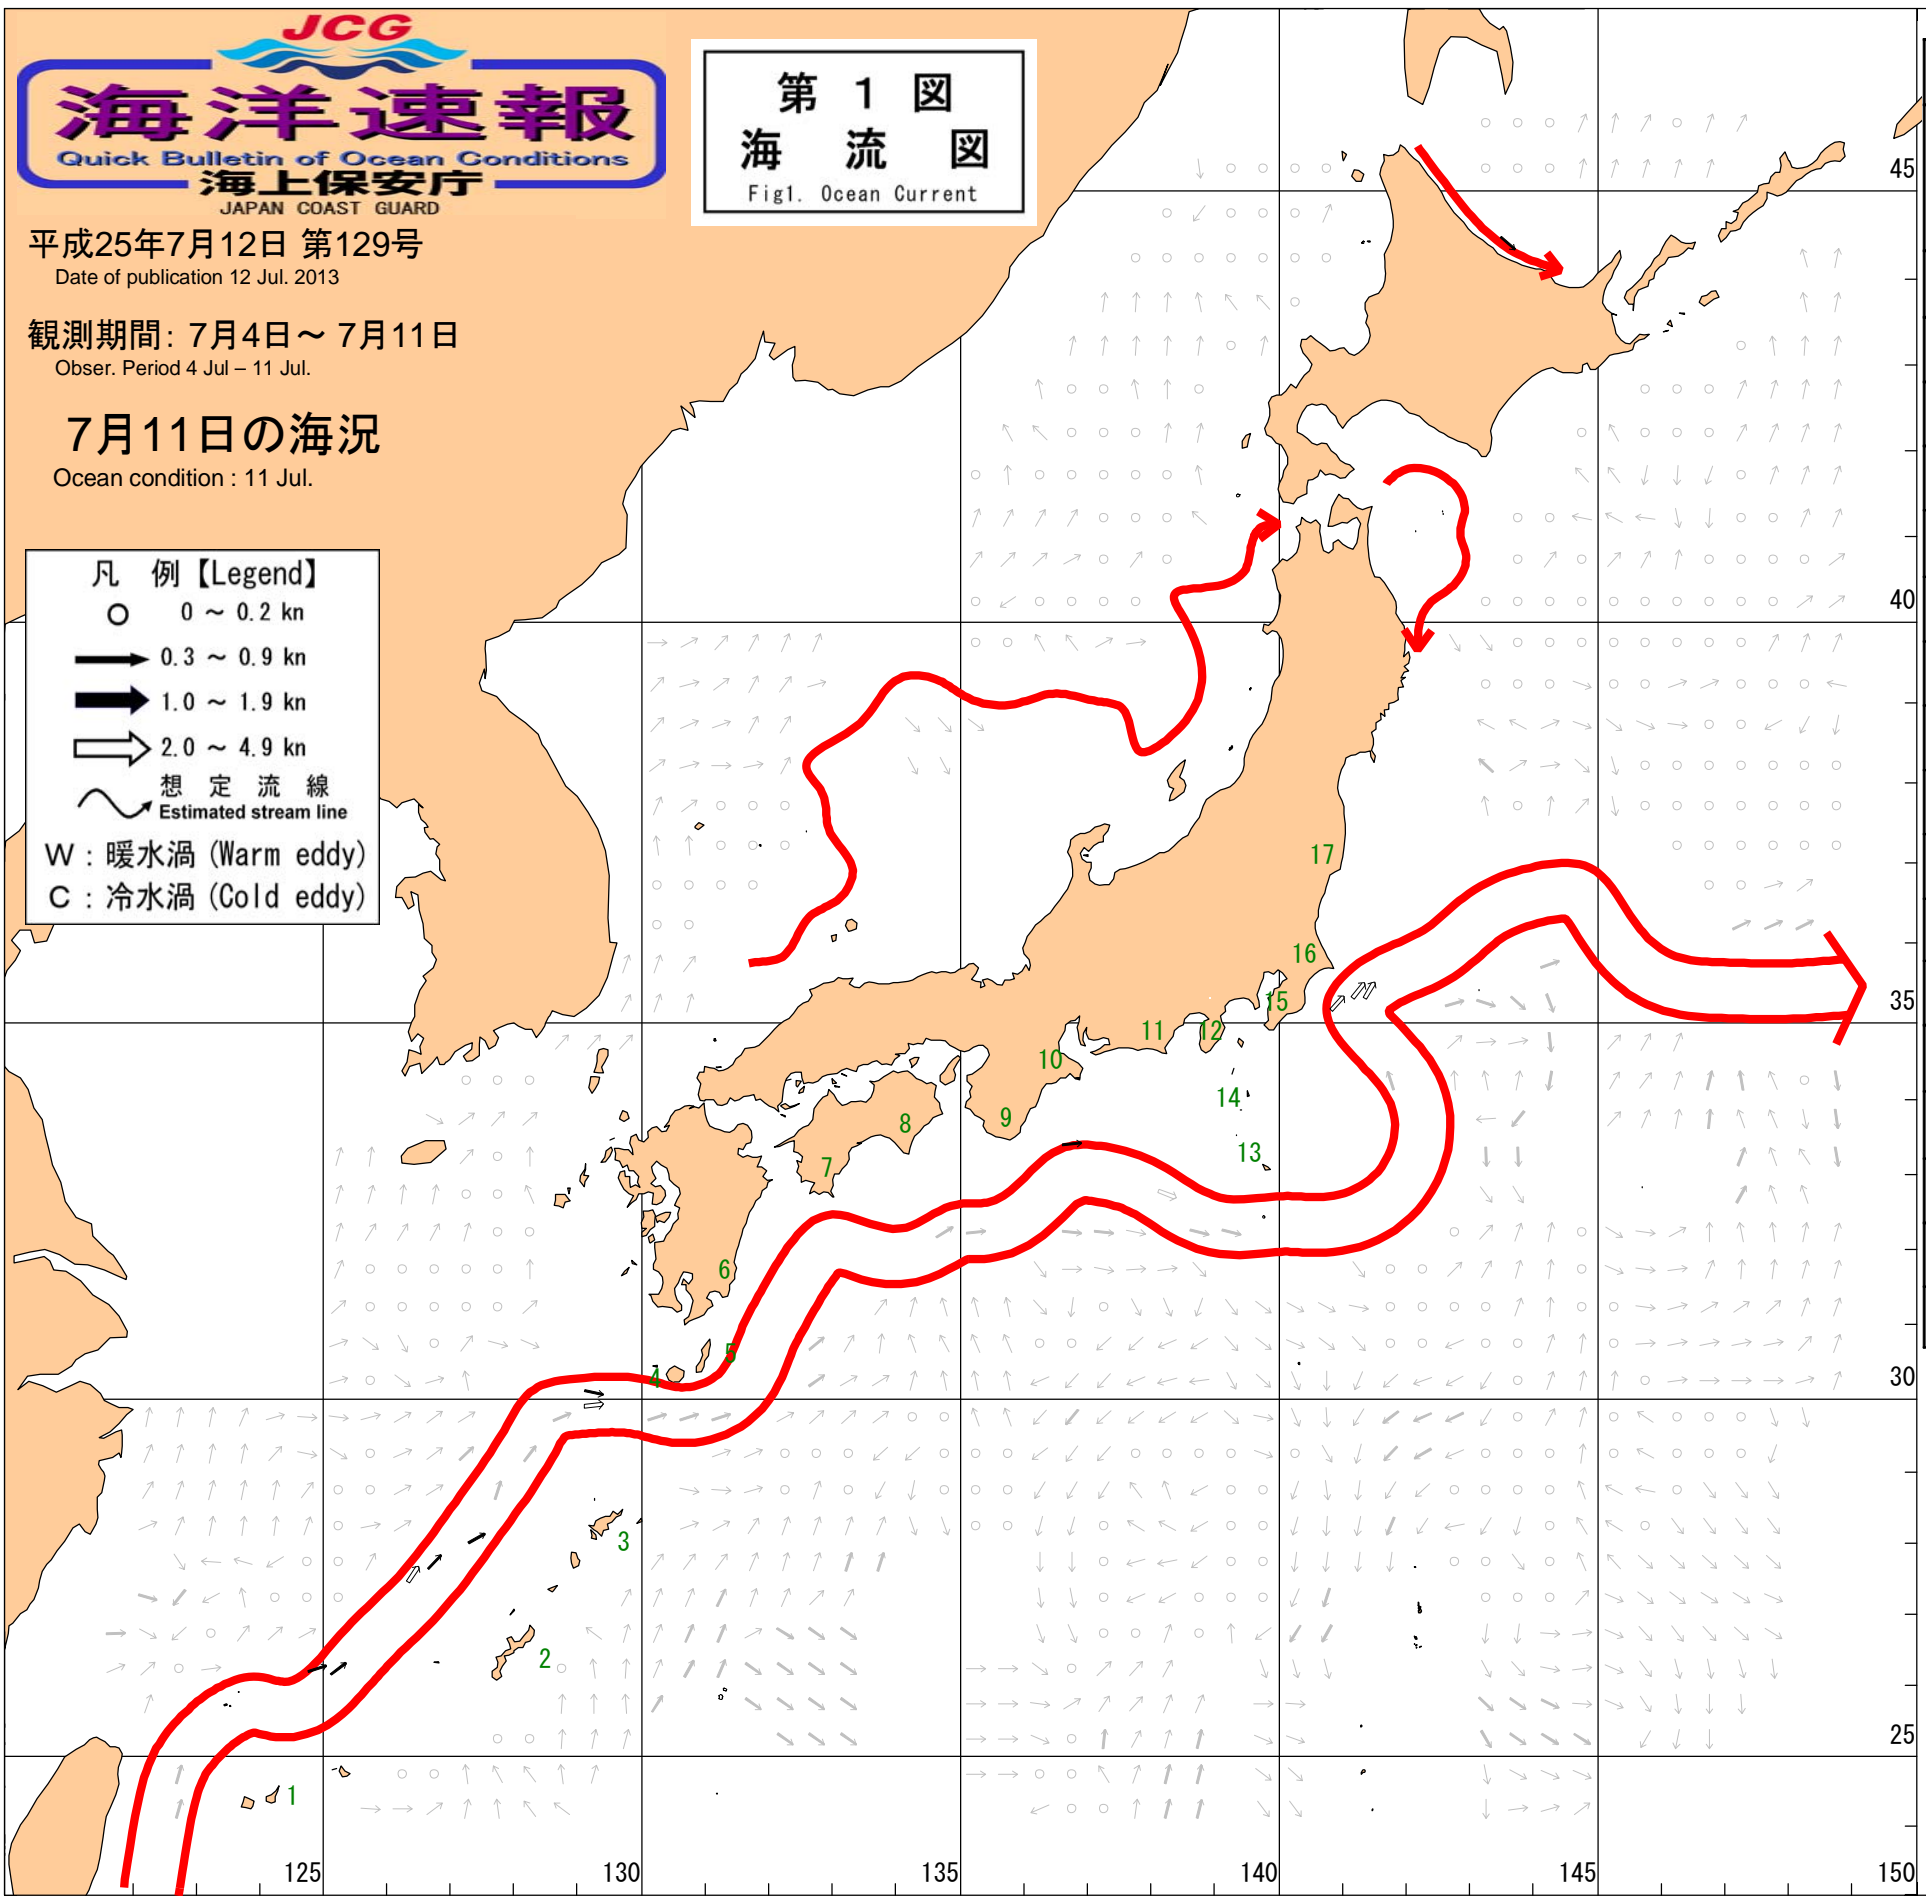 JCG
海洋速報
Quick Bulletin of Ocean Conditions
海上保安庁
JAPAN COAST GUARD
第 1 図
海 流 図
Fig1. Ocean Current
平成25年7月12日 第129号
Date of publication 12 Jul. 2013
観測期間: 7月4日～ 7月11日
Obser. Period 4 Jul – 11 Jul.
7月11日の海況
Ocean condition : 11 Jul.
凡 例【Legend】
0 ～ 0.2 kn
0.3 ～ 0.9 kn
1.0 ～ 1.9 kn
2.0 ～ 4.9 kn
想 定 流 線
Estimated stream line
W : 暖水渦 (Warm eddy)
C : 冷水渦 (Cold eddy)
45
40
17
16
35
15
12
11
10
14
9
8
13
7
6
5
4
30
3
2
25
1
125
130
135
140
145
150